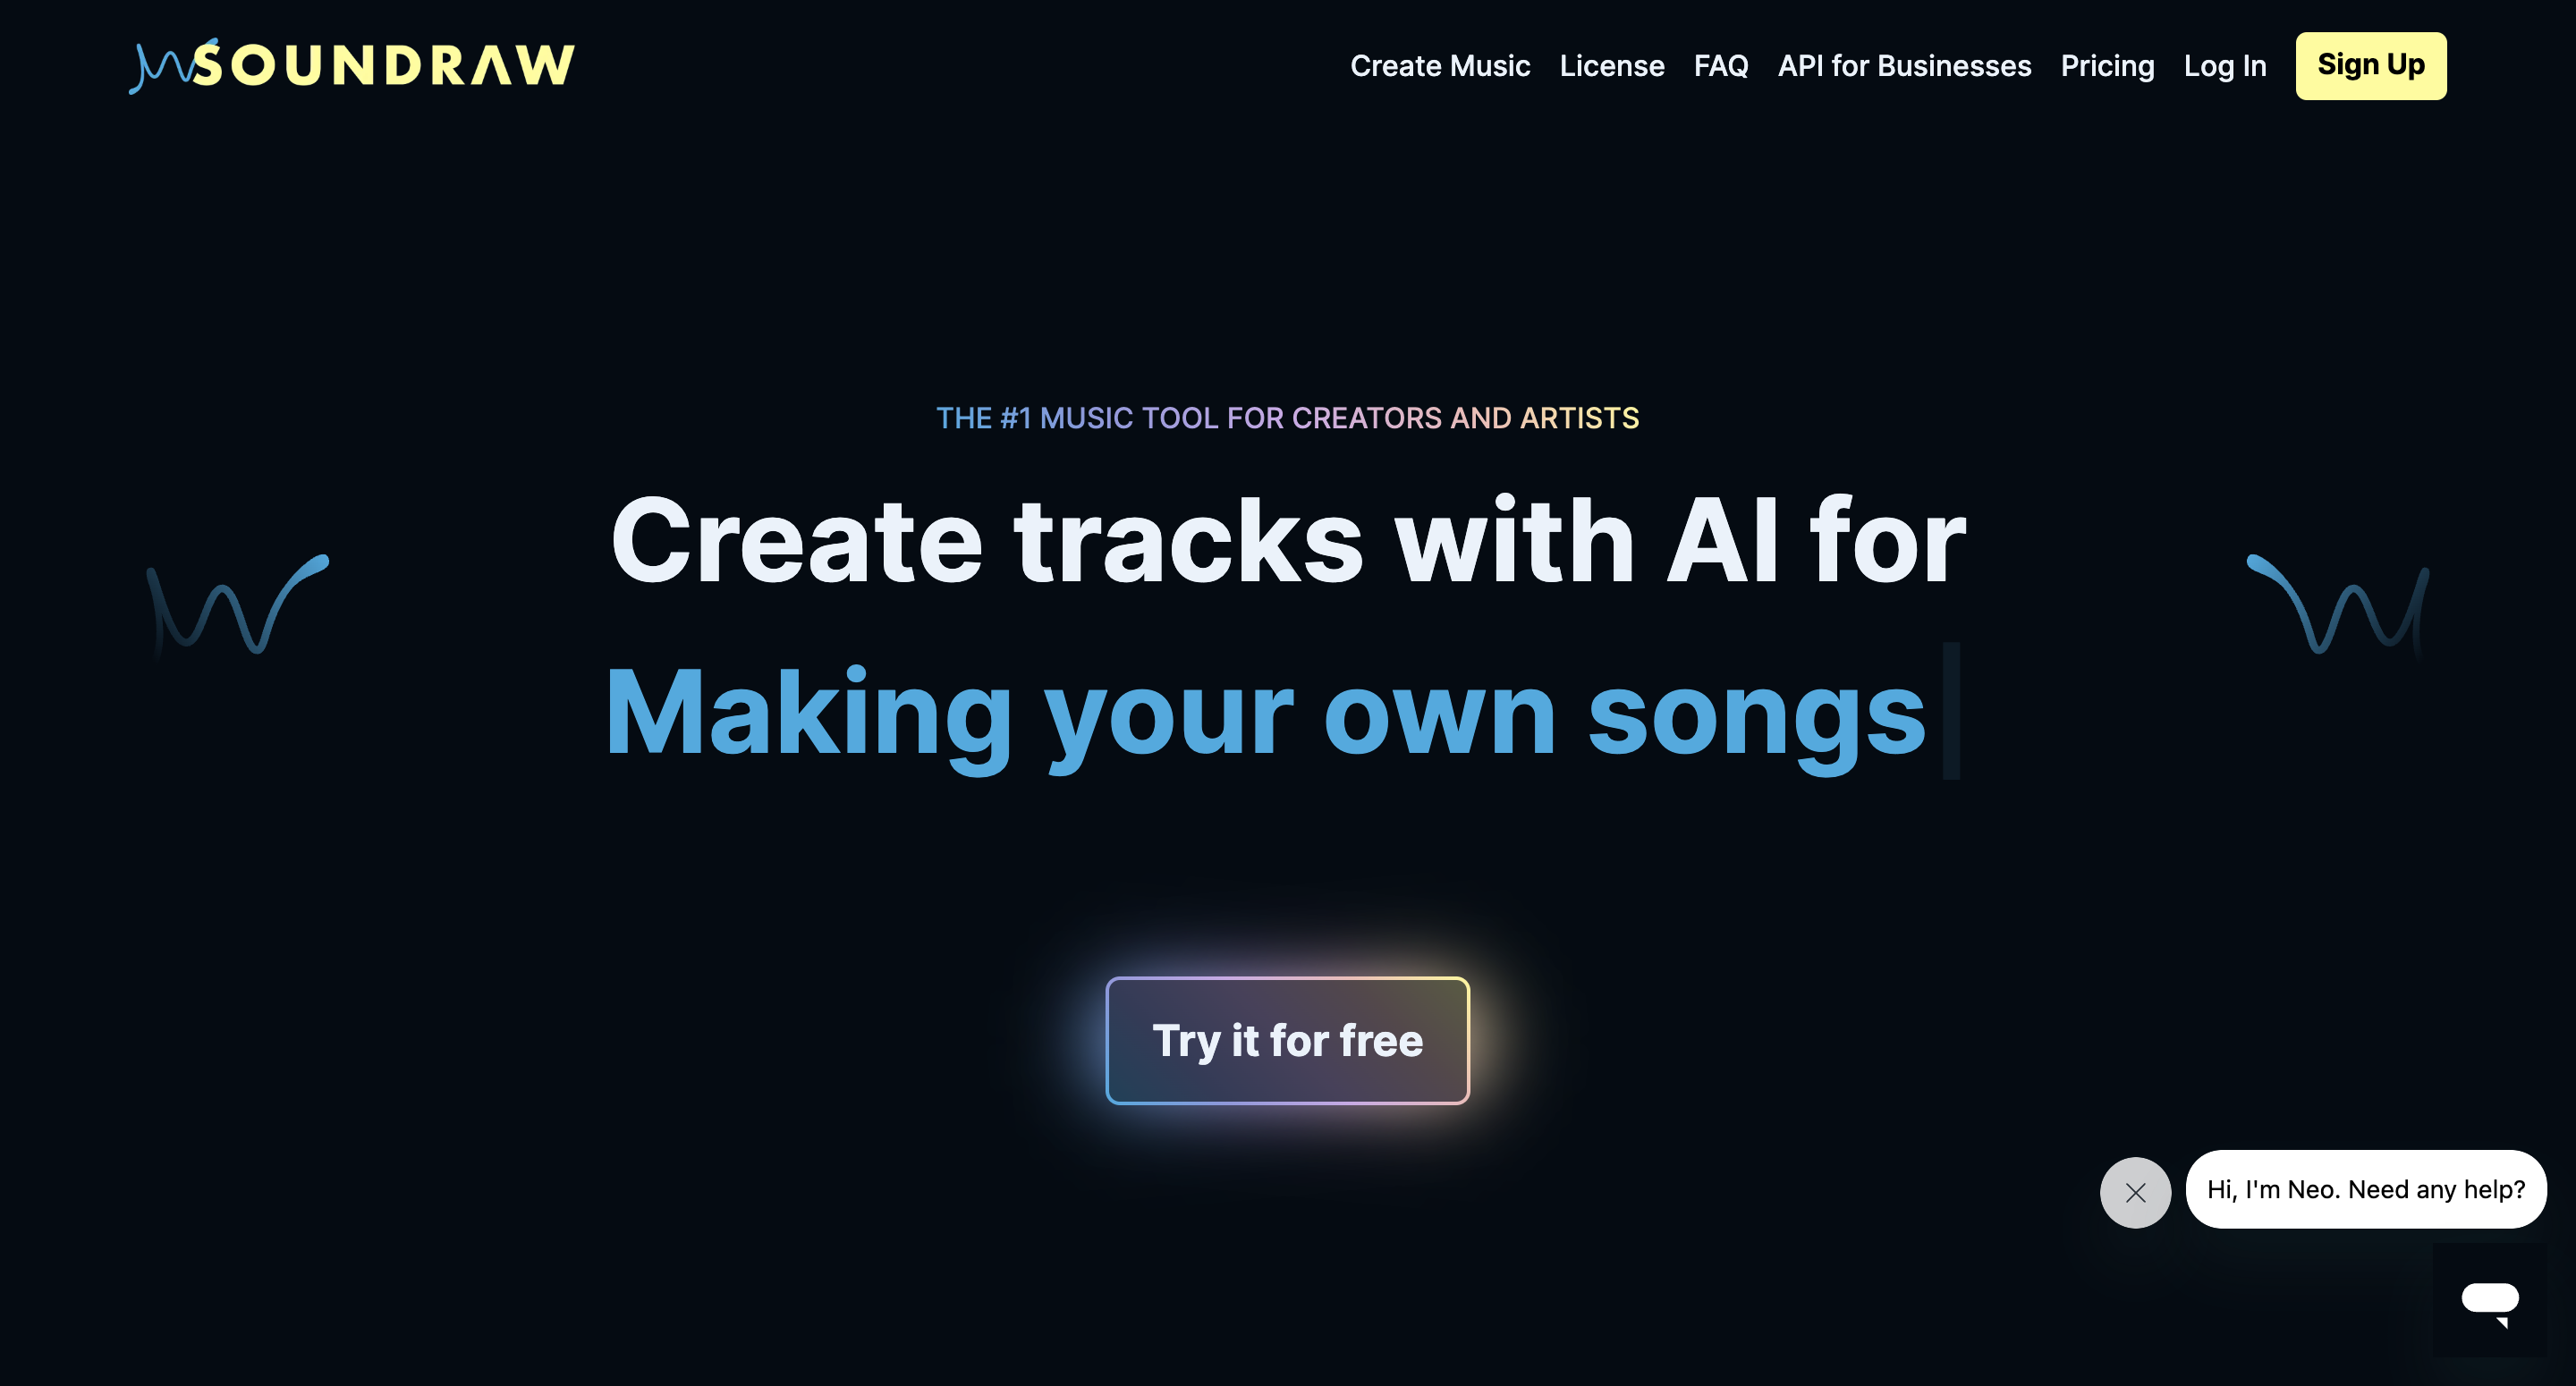 SOUNDRAW
Create Music License FAQ API for Businesses Pricing Log In Sign Up
THE #1 MUSIC TOOL FOR CREATORS AND ARTISTS
Create tracks with AI for
Making your own songs
Try it for free
Hi, I'm Neo. Need any help?